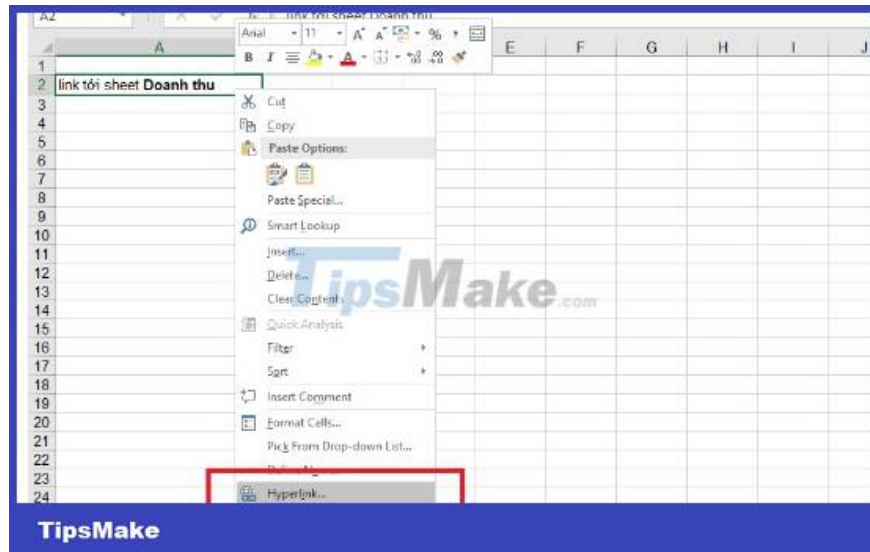 A2 link tới sheet Doanh thu
Arial 11 A A % ,
B I A
A E F G H I J
1
2 link tới sheet Doanh thu
3 Cut
4 Copy
5 Paste Options:
6
7
8 Paste Special...
9 Smart Lookup
10
11 Insert...
12 Delete...
13 Clear Contents
14
15 Quick Analysis
16 Filter
17 Sort
18
19 Insert Comment
20 Format Cells...
21 Pick From Drop-down List...
22
23
24 Hyperlink...
TipsMake.com
TipsMake